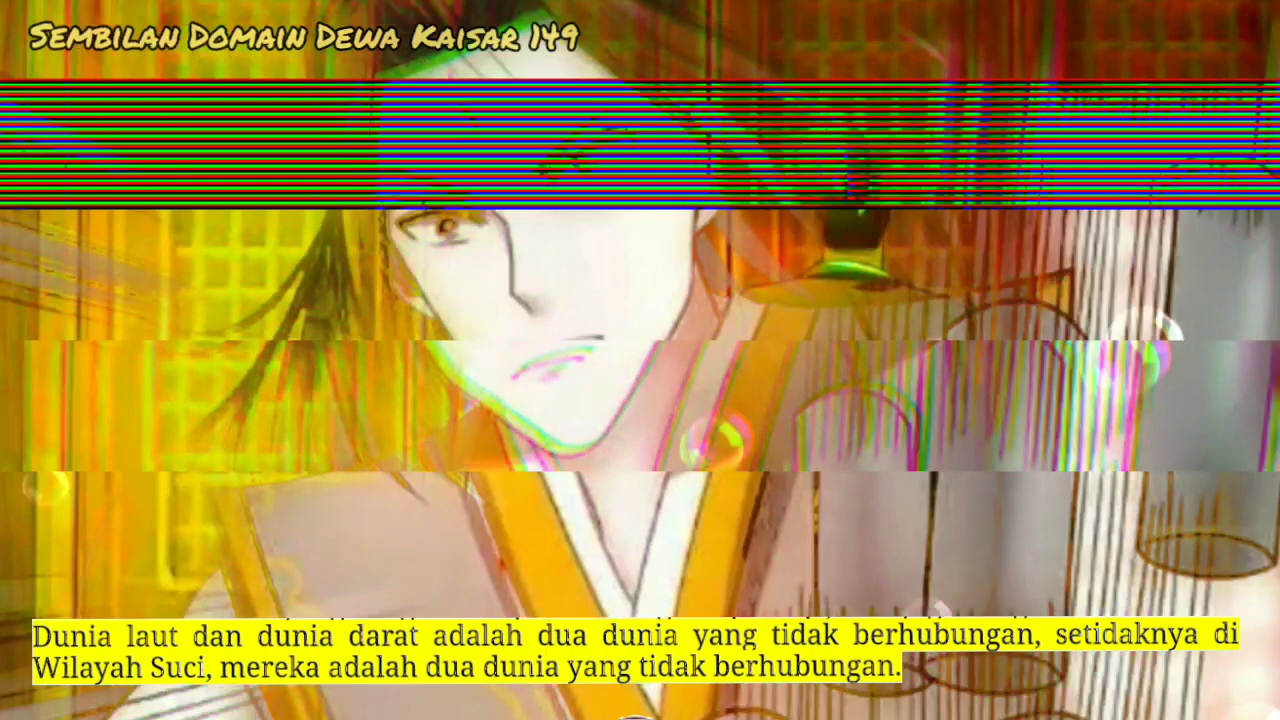 Sembilan Domain Dewa Kaisar 149
Dunia laut dan dunia darat adalah dua dunia yang tidak berhubungan, setidaknya di
Wilayah Suci, mereka adalah dua dunia yang tidak berhubungan.